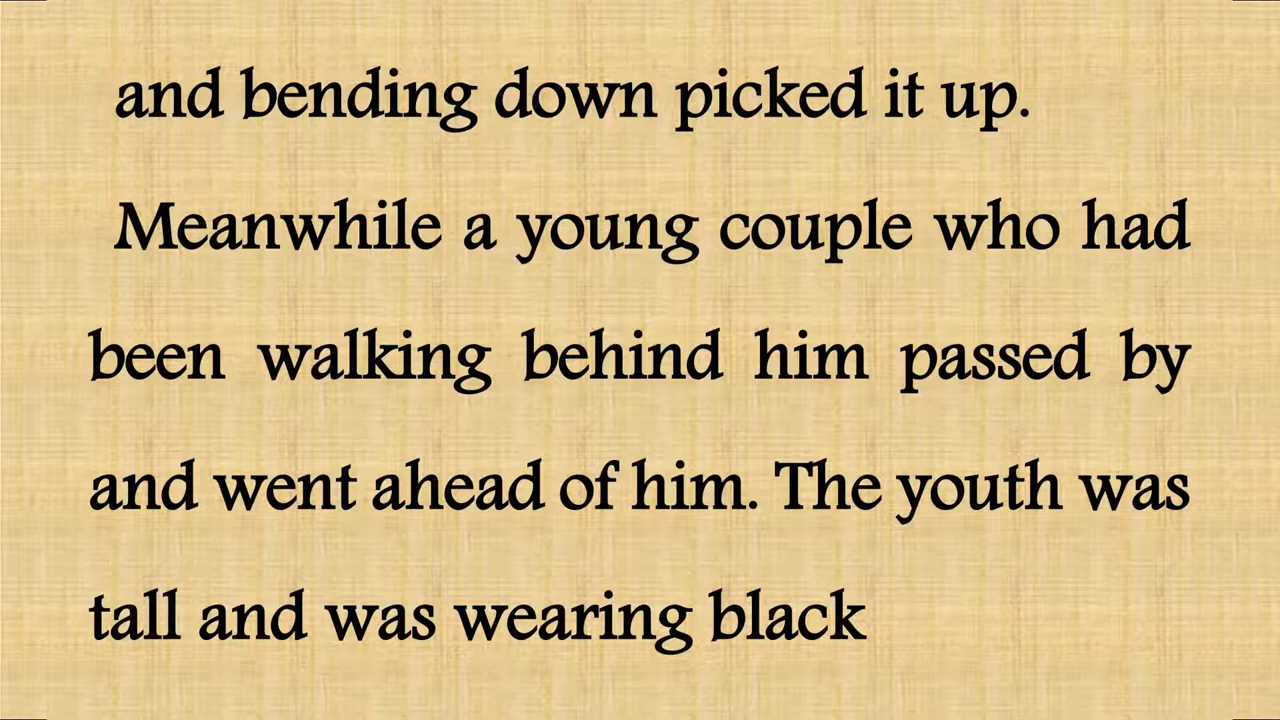 and bending down picked it up.
Meanwhile a young couple who had
been walking behind him passed by
and went ahead of him. The youth was
tall and was wearing black